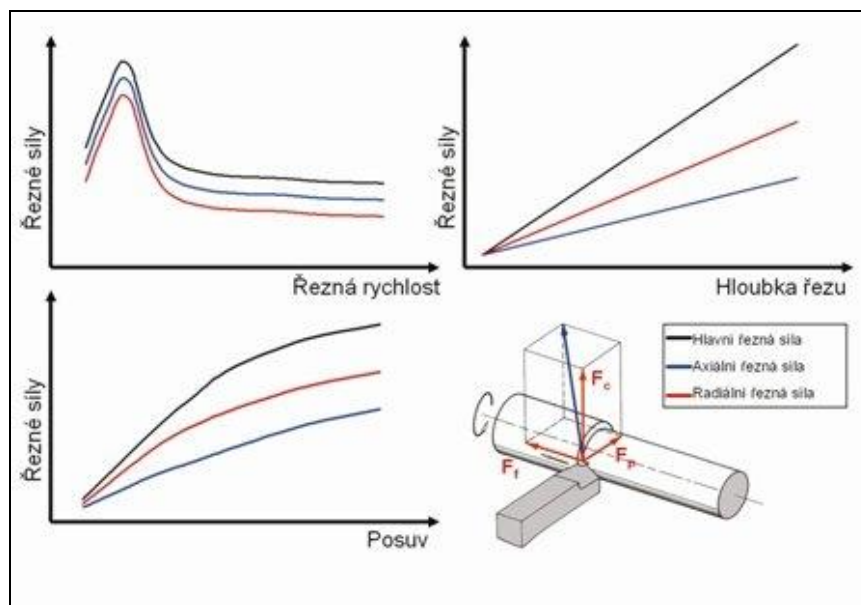 Řezné síly
Řezná rychlost
Řezné síly
Hloubka řezu
Řezné síly
Posuv
Hlavní řezná síla
Axiální řezná síla
Radiální řezná síla
Fc
Ff
Fp